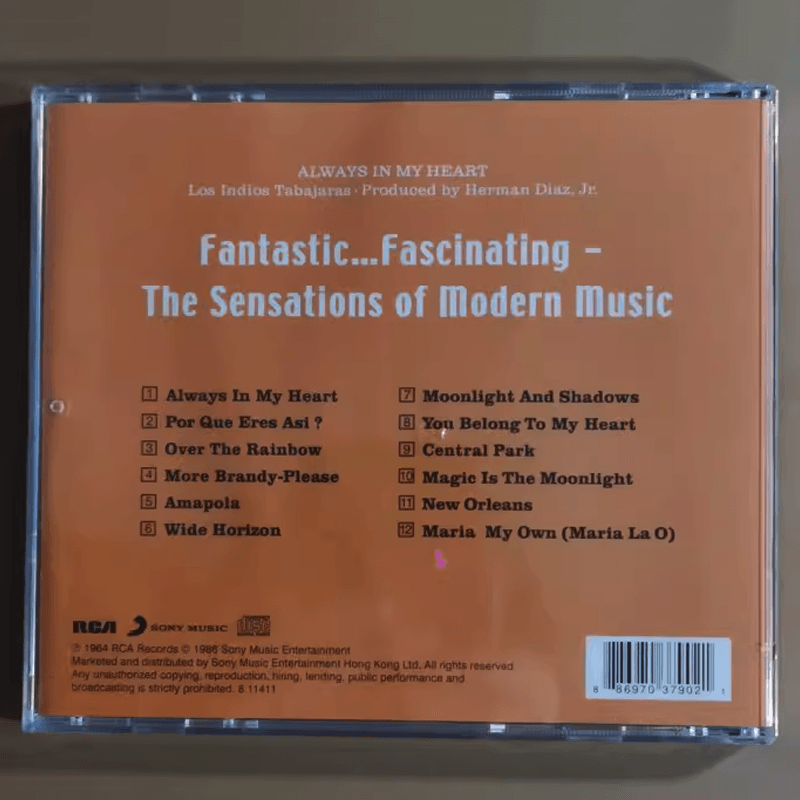 ALWAYS IN MY HEART
Los Indios Tabajaras · Produced by Herman Diaz, Jr.
Fantastic...Fascinating –
The Sensations of Modern Music
1 Always In My Heart
2 Por Que Eres Asi ?
3 Over The Rainbow
4 More Brandy-Please
5 Amapola
6 Wide Horizon
7 Moonlight And Shadows
8 You Belong To My Heart
9 Central Park
10 Magic Is The Moonlight
11 New Orleans
12 Maria My Own (Maria La O)
RCA SONY MUSIC DISC
℗ 1964 RCA Records © 1986 Sony Music Entertainment
Marketed and distributed by Sony Music Entertainment Hong Kong Ltd. All rights reserved
Any unauthorized copying, reproduction, hiring, lending, public performance and
broadcasting is strictly prohibited. 8 11411
8 86970 37902 1